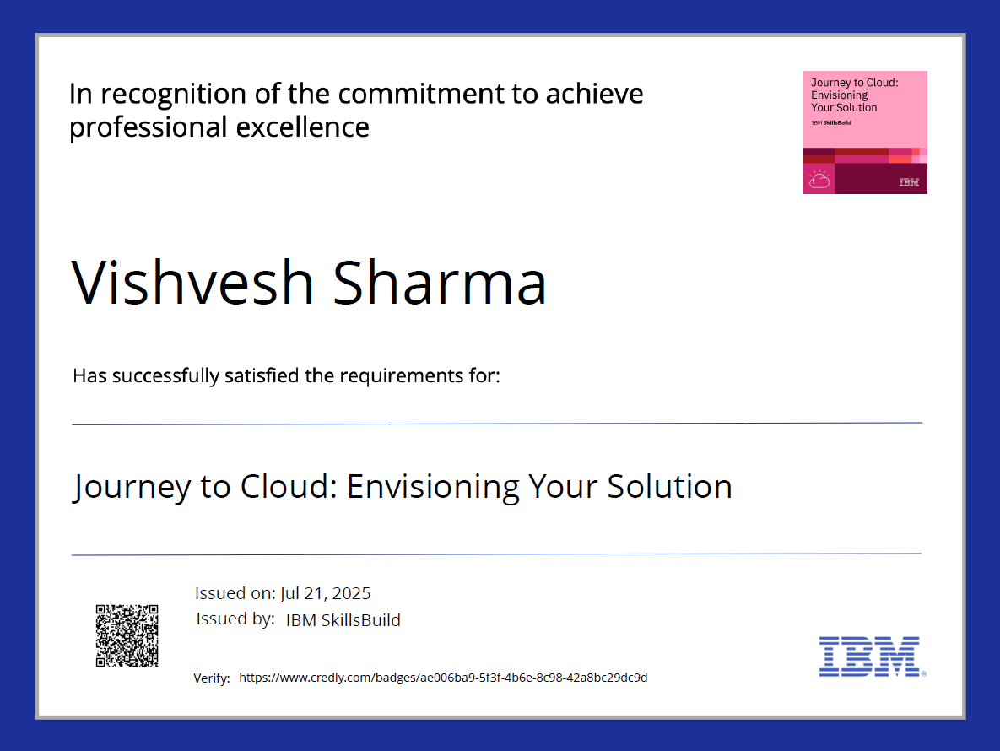 In recognition of the commitment to achieve
professional excellence
Journey to Cloud:
Envisioning
Your Solution
IBM SkillsBuild
IBM
Vishvesh Sharma
Has successfully satisfied the requirements for:
Journey to Cloud: Envisioning Your Solution
Issued on: Jul 21, 2025
Issued by: IBM SkillsBuild
Verify: https://www.credly.com/badges/ae006ba9-5f3f-4b6e-8c98-42a8bc29dc9d
IBM®